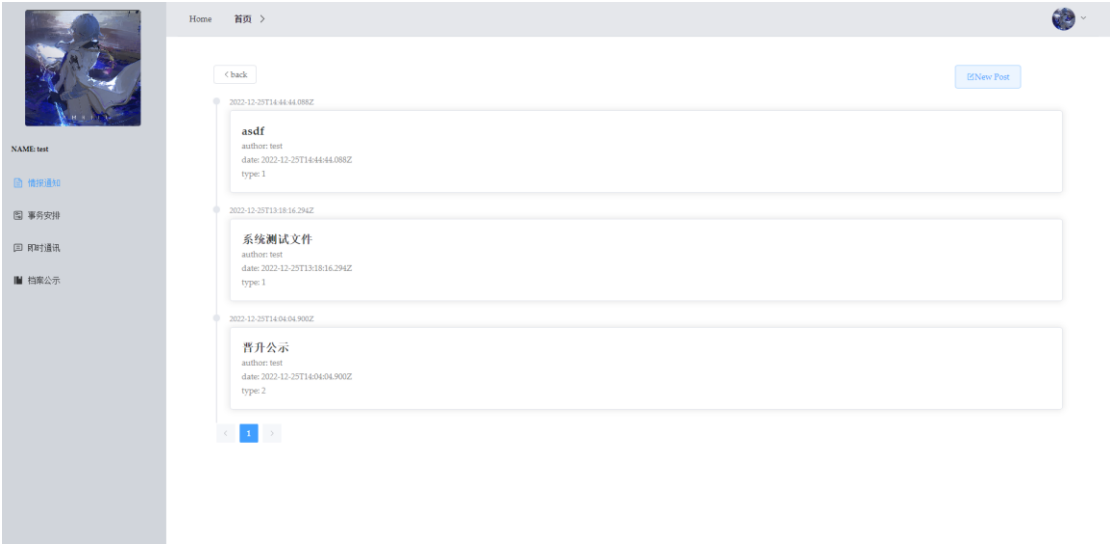 Home 首页 >
HAITO
NAME: test
情报通知
事务安排
即时通讯
档案公示
< back
New Post
2022-12-25T14:44:44.088Z
asdf
author: test
date: 2022-12-25T14:44:44.088Z
type: 1
2022-12-25T13:18:16.294Z
系统测试文件
author: test
date: 2022-12-25T13:18:16.294Z
type: 1
2022-12-25T14:04:04.900Z
晋升公示
author: test
date: 2022-12-25T14:04:04.900Z
type: 2
< 1 >